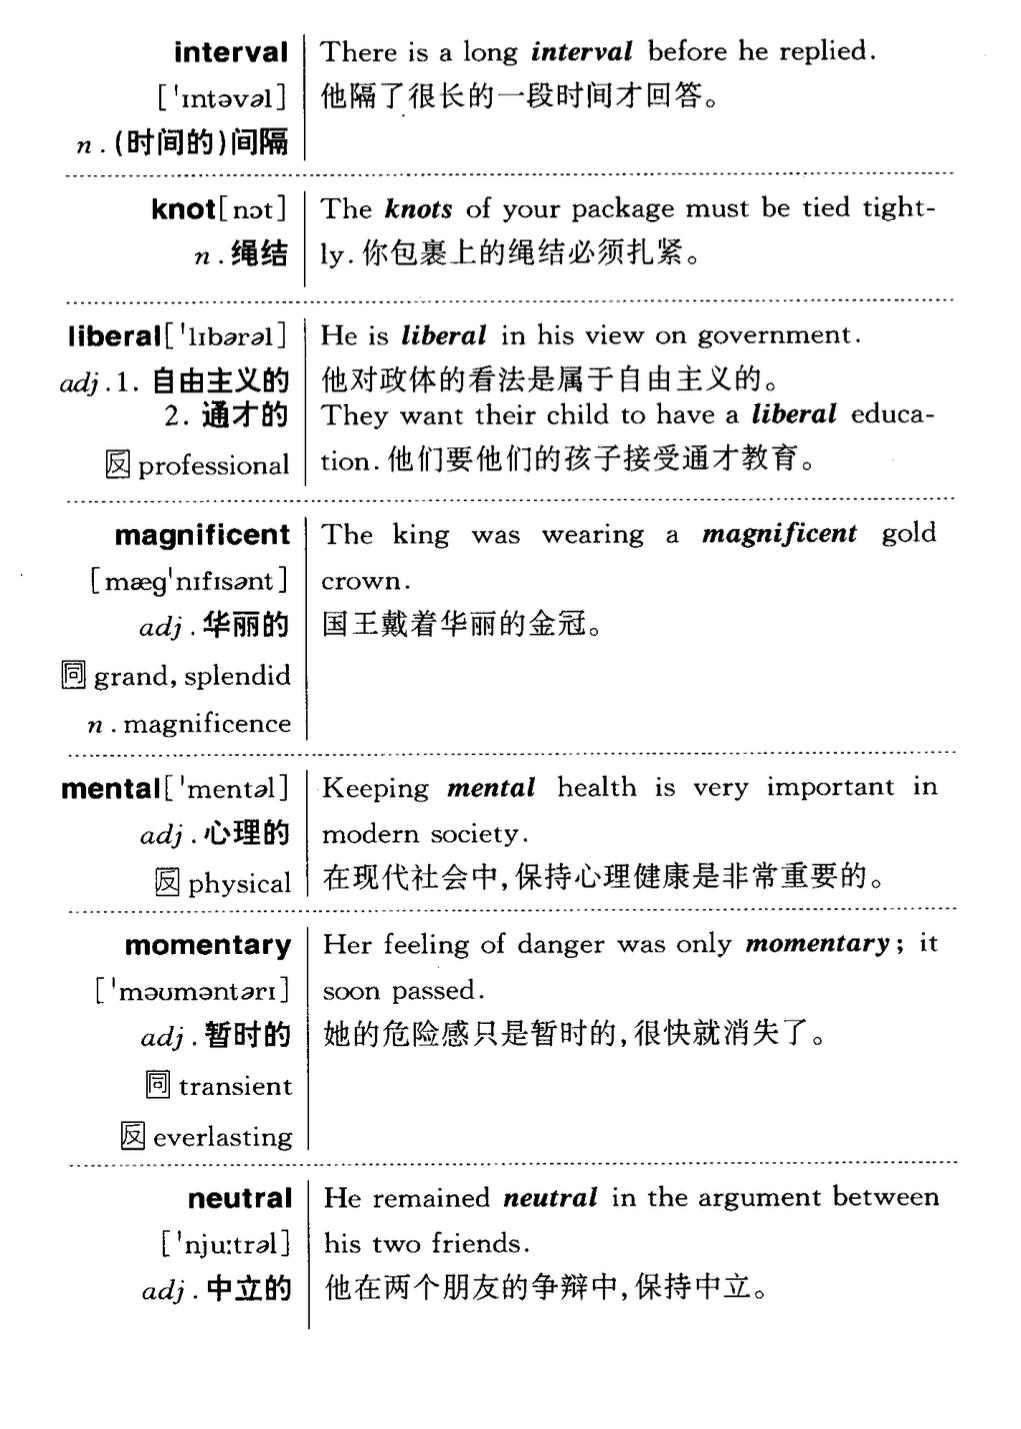 interval
[ˈɪntəvəl]
n.(时间的)间隔
There is a long interval before he replied.
他隔了很长的一段时间才回答。
knot[nɔt]
n.绳结
The knots of your package must be tied tight-
ly.你包裹上的绳结必须扎紧。
liberal[ˈlɪbərəl]
adj.1. 自由主义的
2. 通才的
反 professional
He is liberal in his view on government.
他对政体的看法是属于自由主义的。
They want their child to have a liberal educa-
tion.他们要他们的孩子接受通才教育。
magnificent
[mægˈnɪfɪsənt]
adj.华丽的
同 grand, splendid
n.magnificence
The king was wearing a magnificent gold
crown.
国王戴着华丽的金冠。
mental[ˈmentəl]
adj.心理的
反 physical
Keeping mental health is very important in
modern society.
在现代社会中,保持心理健康是非常重要的。
momentary
[ˈməʊməntərɪ]
adj.暂时的
同 transient
反 everlasting
Her feeling of danger was only momentary; it
soon passed.
她的危险感只是暂时的,很快就消失了。
neutral
[ˈnjuːtrəl]
adj.中立的
He remained neutral in the argument between
his two friends.
他在两个朋友的争辩中,保持中立。